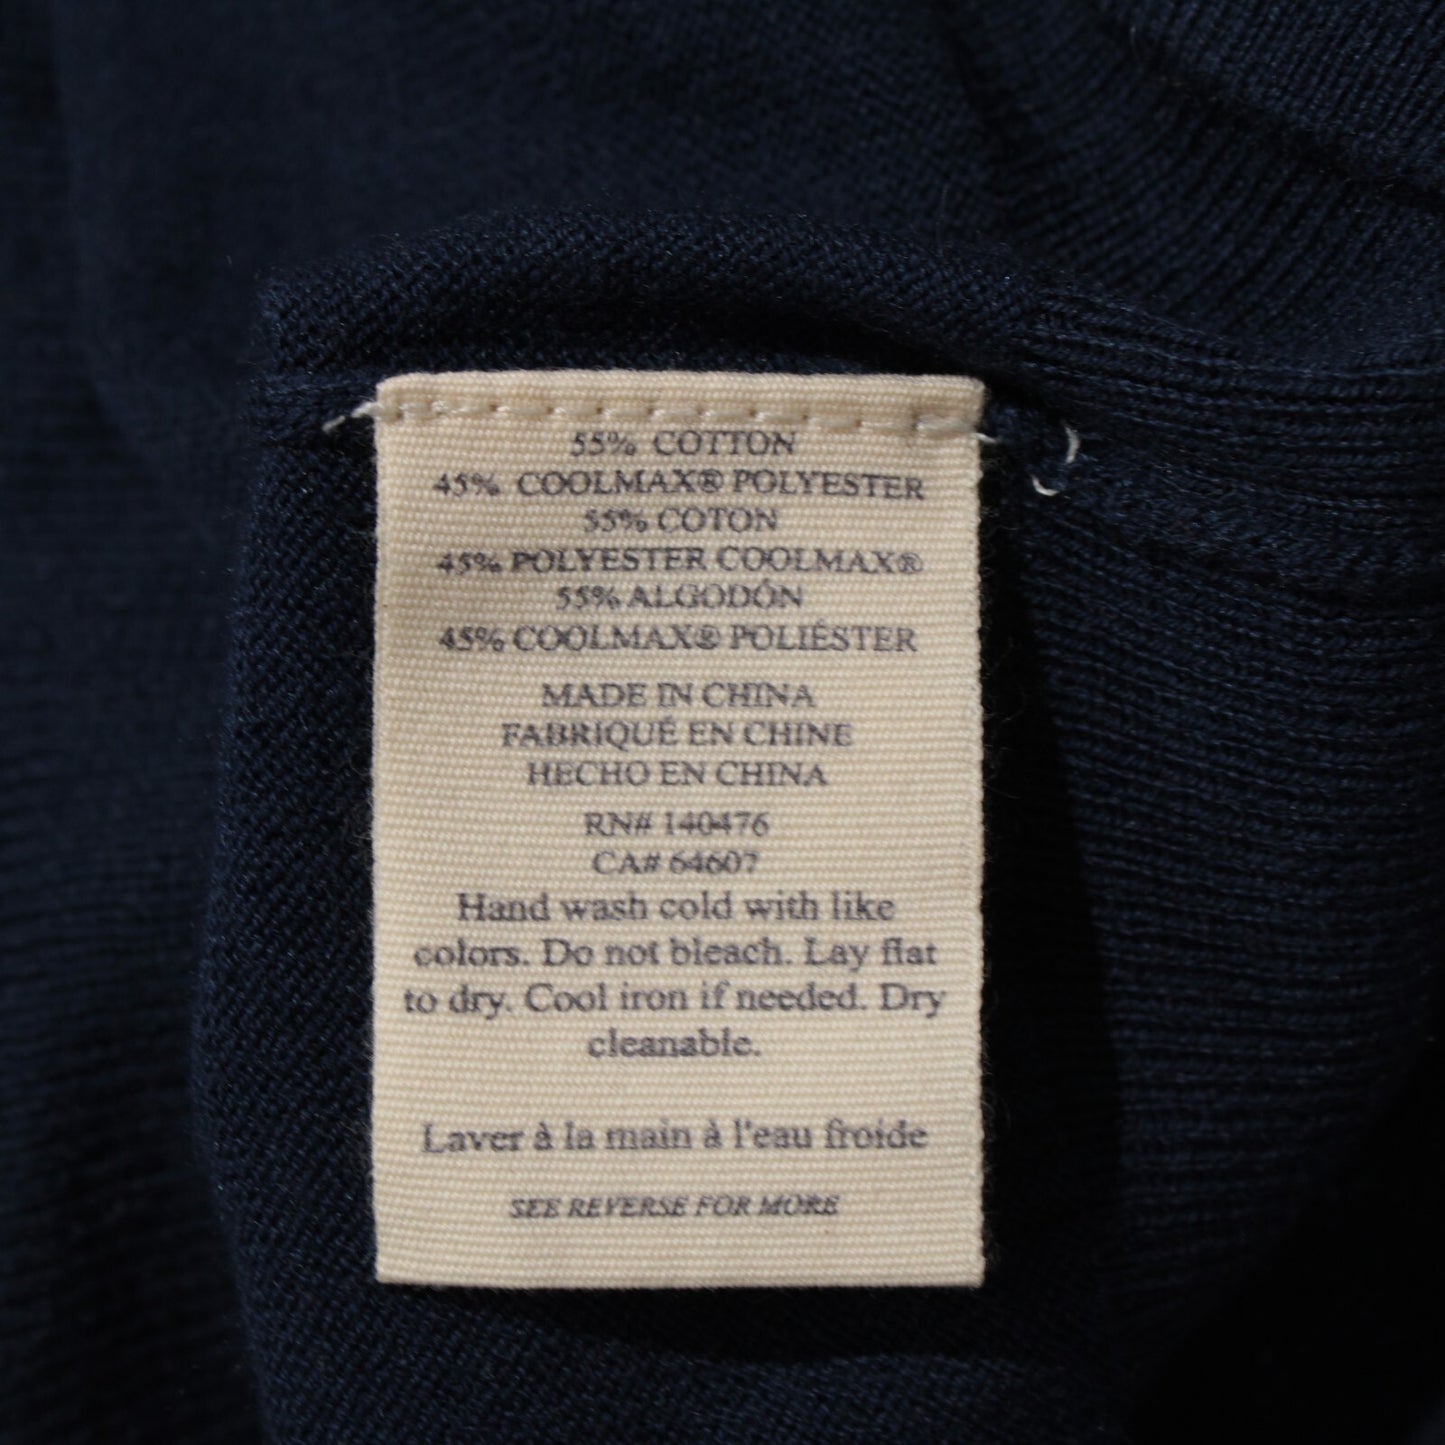 55% COTTON
45% COOLMAX® POLYESTER
55% COTON
45% POLYESTER COOLMAX®
55% ALGODÓN
45% COOLMAX® POLIÉSTER
MADE IN CHINA
FABRIQUÉ EN CHINE
HECHO EN CHINA
RN# 140476
CA# 64607
Hand wash cold with like
colors. Do not bleach. Lay flat
to dry. Cool iron if needed. Dry
cleanable.
Laver à la main à l'eau froide
SEE REVERSE FOR MORE